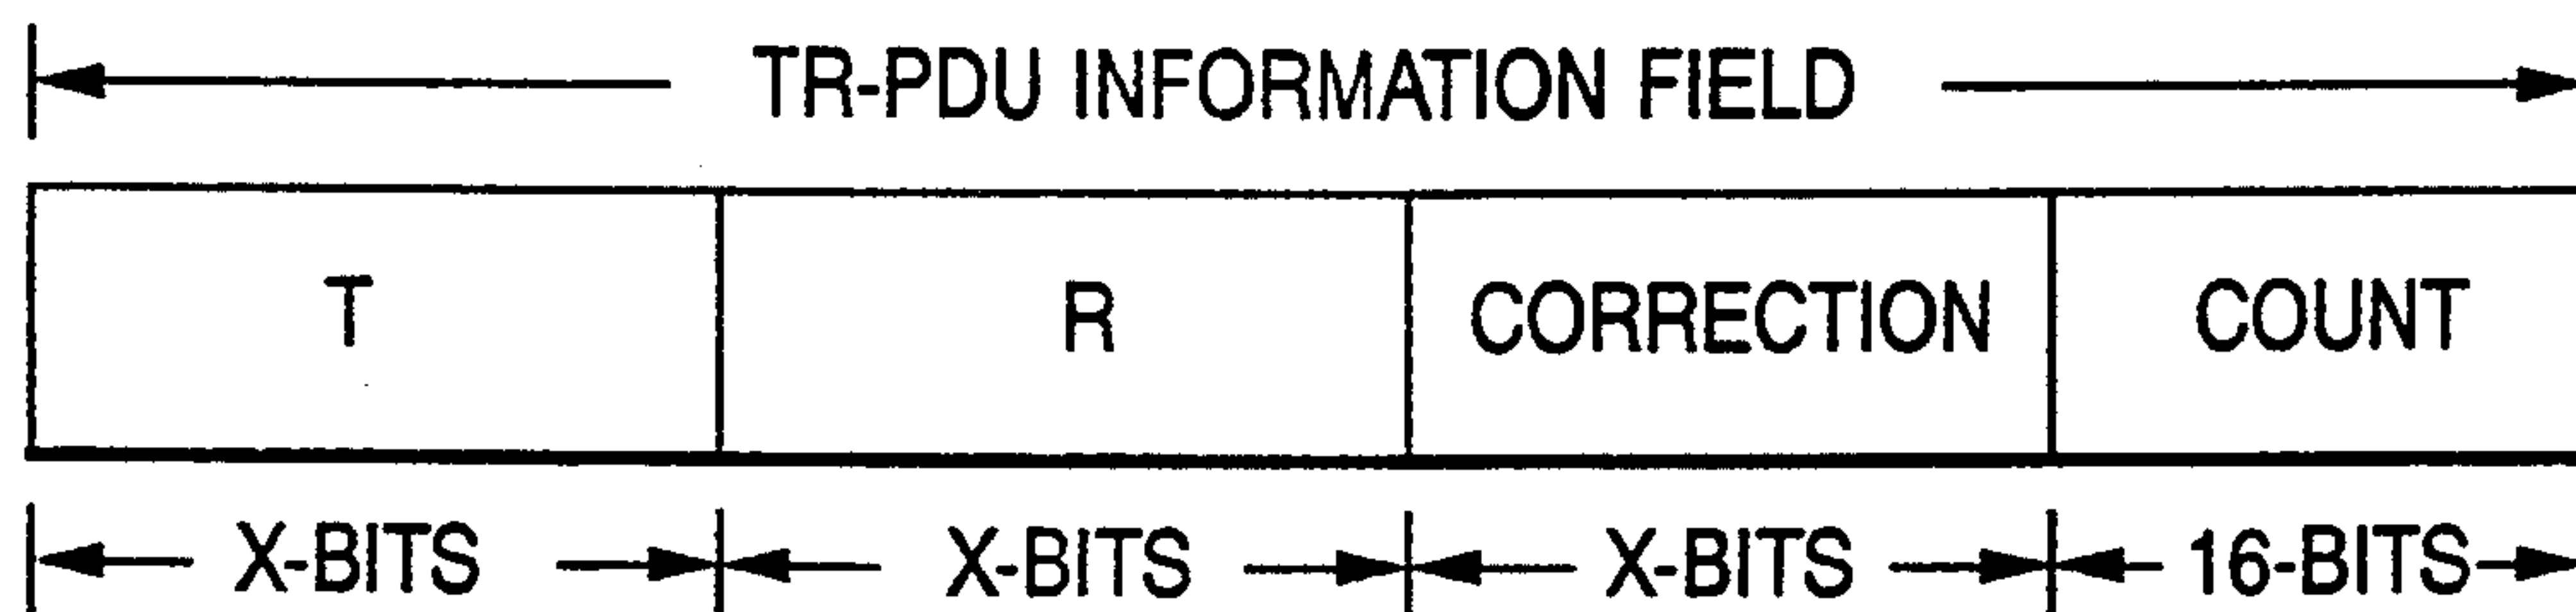 TR-PDU INFORMATION FIELD
T R CORRECTION COUNT
X-BITS X-BITS X-BITS 16-BITS